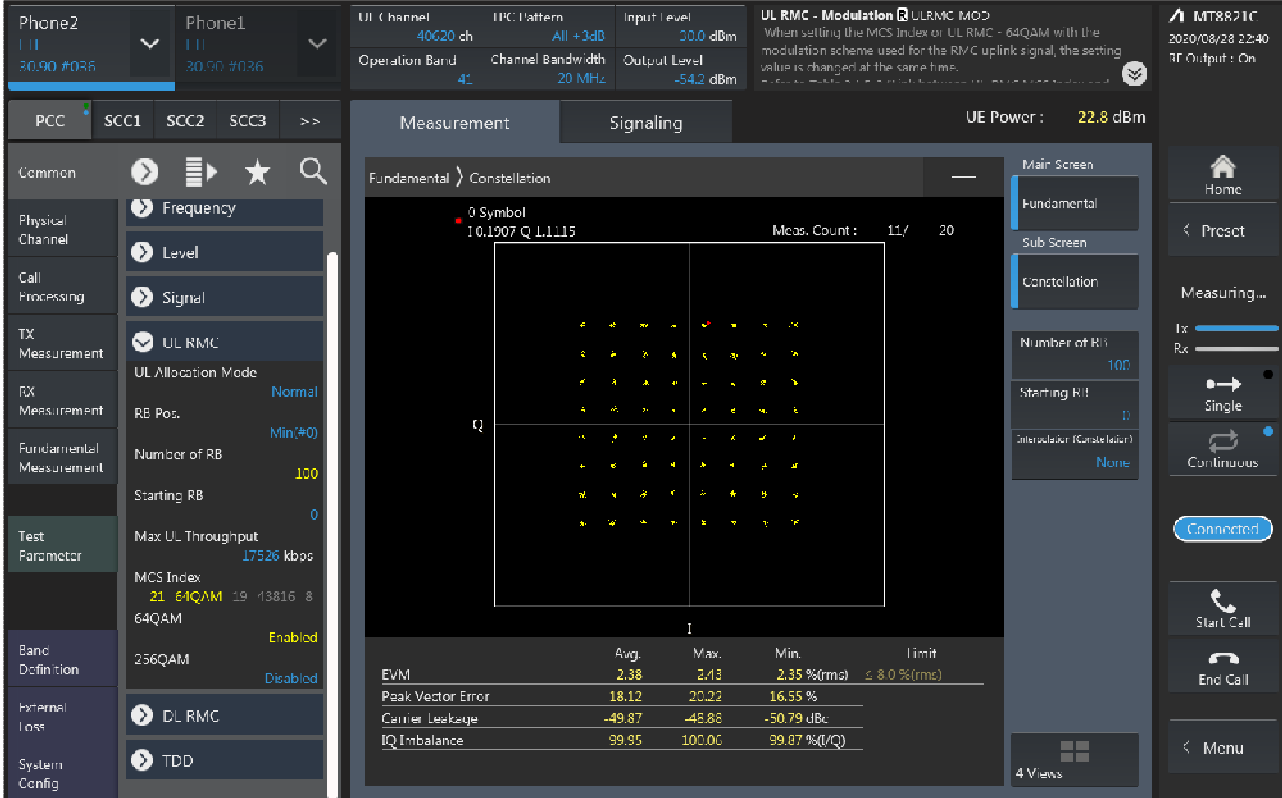 Phone2
30.90 #036
Phone1
30.90 #036
UL Channel
40620 ch
TPC Pattern
All +3dB
Input Level
30.0 dBm
Operation Band
41
Channel Bandwidth
20 MHz
Output Level
-54.2 dBm
UL RMC - Modulation R ULRMC_MOD
When setting the MCS Index or UL RMC - 64QAM with the
modulation scheme used for the RMC uplink signal, the setting
value is changed at the same time.
MT8821C
2020/08/28 22:40
RF Output : On
PCC
SCC1
SCC2
SCC3
>>
Measurement
Signaling
UE Power : 22.8 dBm
Common
Physical
Channel
Call
Processing
TX
Measurement
RX
Measurement
Fundamental
Measurement
Test
Parameter
Band
Definition
External
Loss
System
Config
Frequency
Level
Signal
UL RMC
UL Allocation Mode
Normal
RB Pos.
Min(#0)
Number of RB
100
Starting RB
0
Max UL Throughput
17526 kbps
MCS Index
21 64QAM 19 43816 8
64QAM
Enabled
256QAM
Disabled
DL RMC
TDD
Fundamental > Constellation
0 Symbol
I 0.1907 Q 1.1115
Meas. Count : 11/ 20
Q
I
Avg. Max. Min. Limit
EVM 2.38 2.43 2.35 %(rms) ≤ 8.0 %(rms)
Peak Vector Error 18.12 20.22 16.55 %
Carrier Leakage -49.87 -48.88 -50.79 dBc
IQ Imbalance 99.95 100.06 99.87 %(I/Q)
Main Screen
Fundamental
Sub Screen
Constellation
Number of RB
100
Starting RB
0
Interpolation (Constellation)
None
4 Views
Home
< Preset
Measuring...
Tx
Rx
Single
Continuous
Connected
Start Call
End Call
< Menu